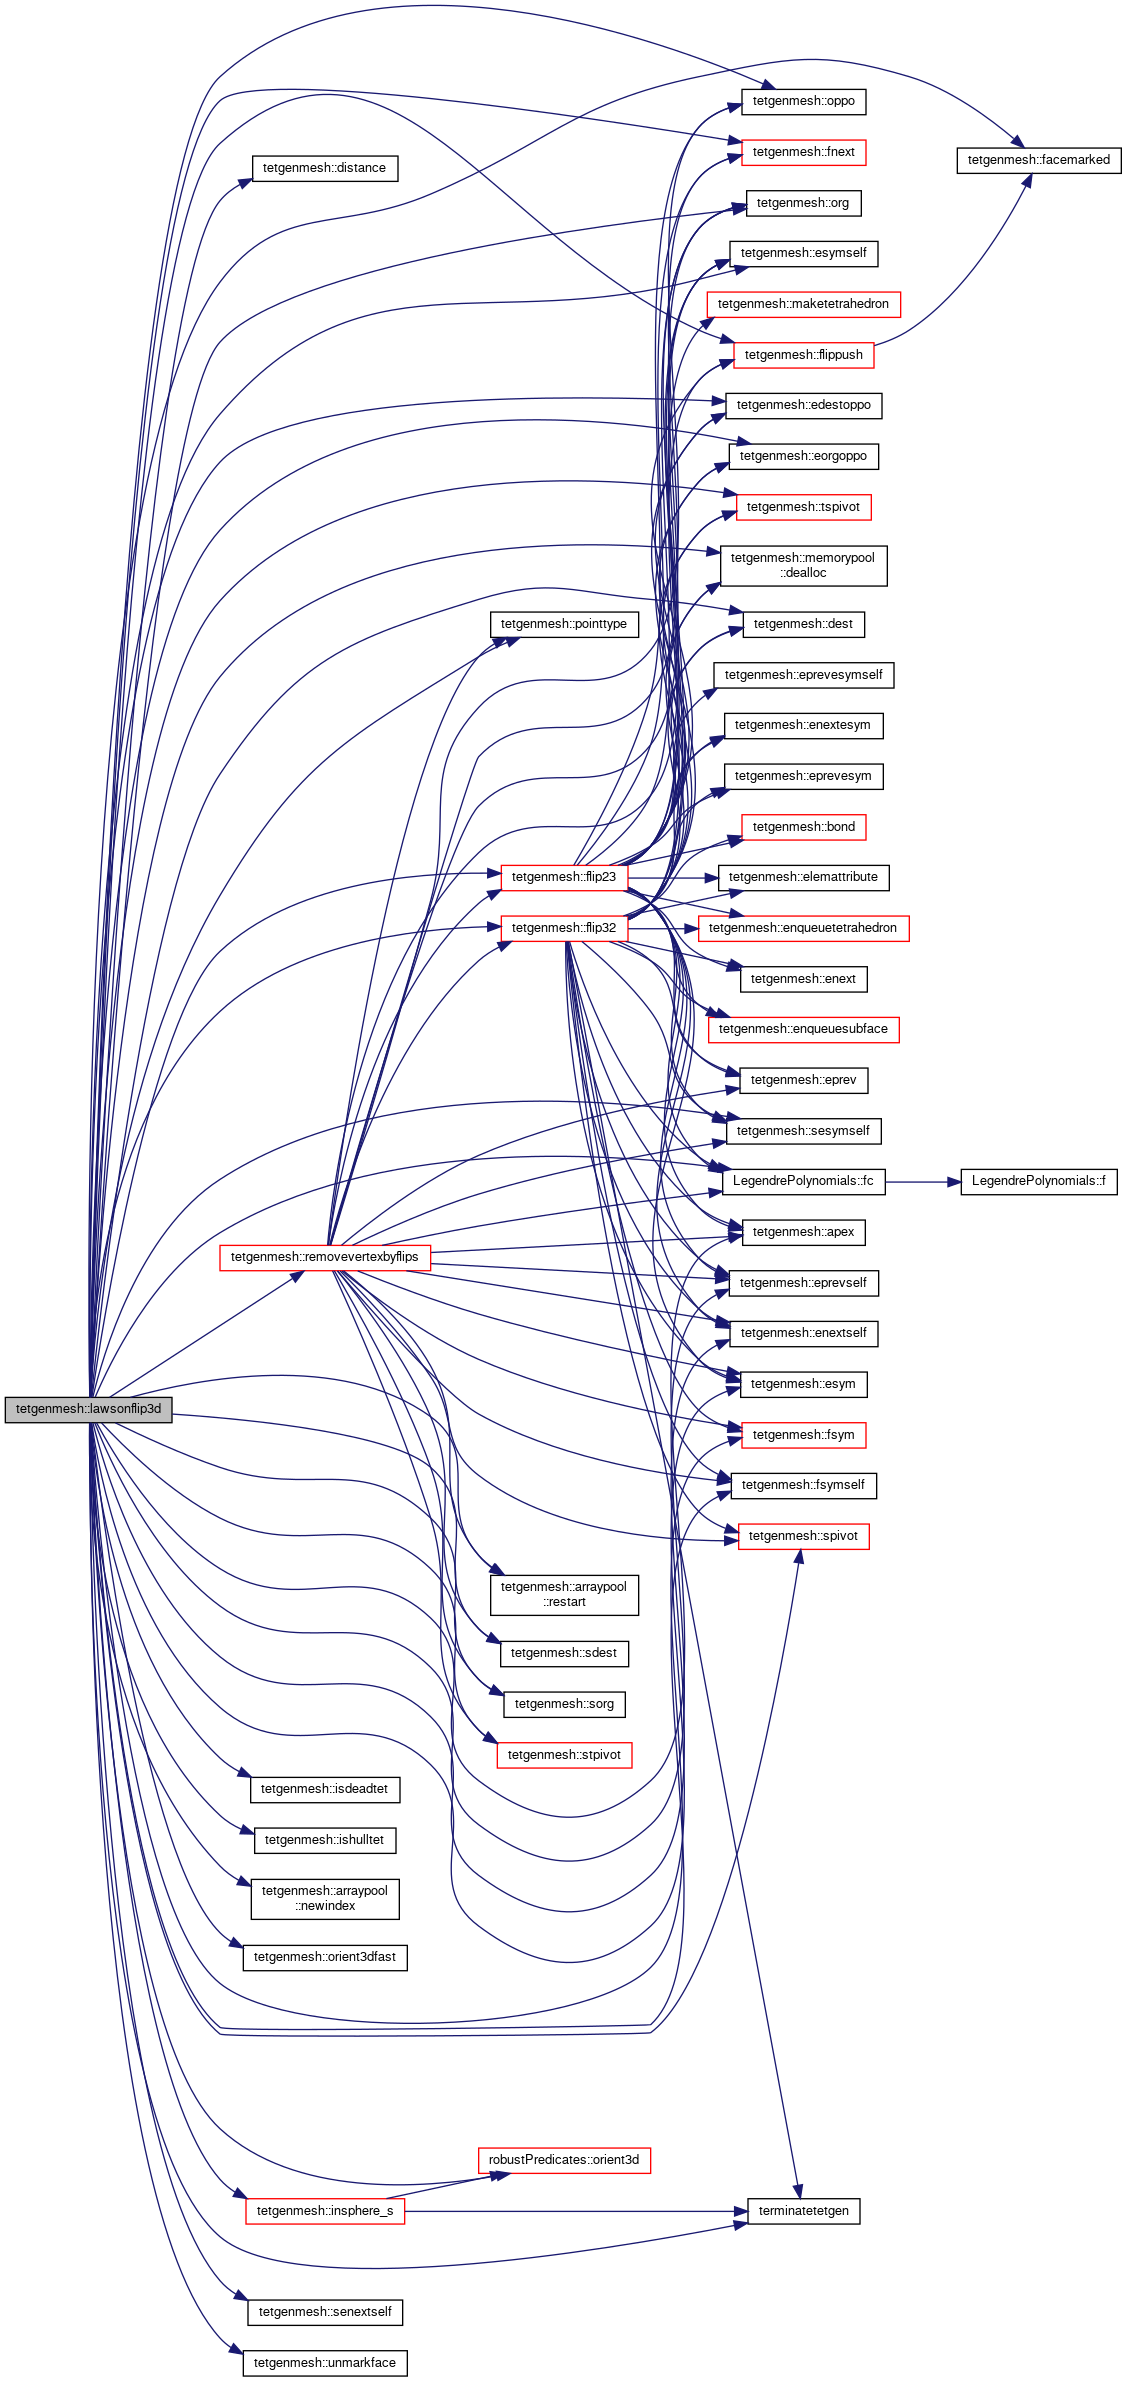 tetgenmesh::oppo
tetgenmesh::fnext
tetgenmesh::facemarked
tetgenmesh::distance
tetgenmesh::org
tetgenmesh::esymself
tetgenmesh::maketetrahedron
tetgenmesh::flippush
tetgenmesh::edestoppo
tetgenmesh::eorgoppo
tetgenmesh::tspivot
tetgenmesh::memorypool
::dealloc
tetgenmesh::pointtype
tetgenmesh::dest
tetgenmesh::eprevesymself
tetgenmesh::enextesym
tetgenmesh::eprevesym
tetgenmesh::bond
tetgenmesh::flip23
tetgenmesh::elemattribute
tetgenmesh::flip32
tetgenmesh::enqueuetetrahedron
tetgenmesh::enext
tetgenmesh::enqueuesubface
tetgenmesh::eprev
tetgenmesh::sesymself
LegendrePolynomials::fc
LegendrePolynomials::f
tetgenmesh::apex
tetgenmesh::removevertexbyflips
tetgenmesh::eprevself
tetgenmesh::enextself
tetgenmesh::esym
tetgenmesh::lawsonflip3d
tetgenmesh::fsym
tetgenmesh::fsymself
tetgenmesh::spivot
tetgenmesh::arraypool
::restart
tetgenmesh::sdest
tetgenmesh::sorg
tetgenmesh::stpivot
tetgenmesh::isdeadtet
tetgenmesh::ishulltet
tetgenmesh::arraypool
::newindex
tetgenmesh::orient3dfast
robustPredicates::orient3d
tetgenmesh::insphere_s
terminatetetgen
tetgenmesh::senextself
tetgenmesh::unmarkface